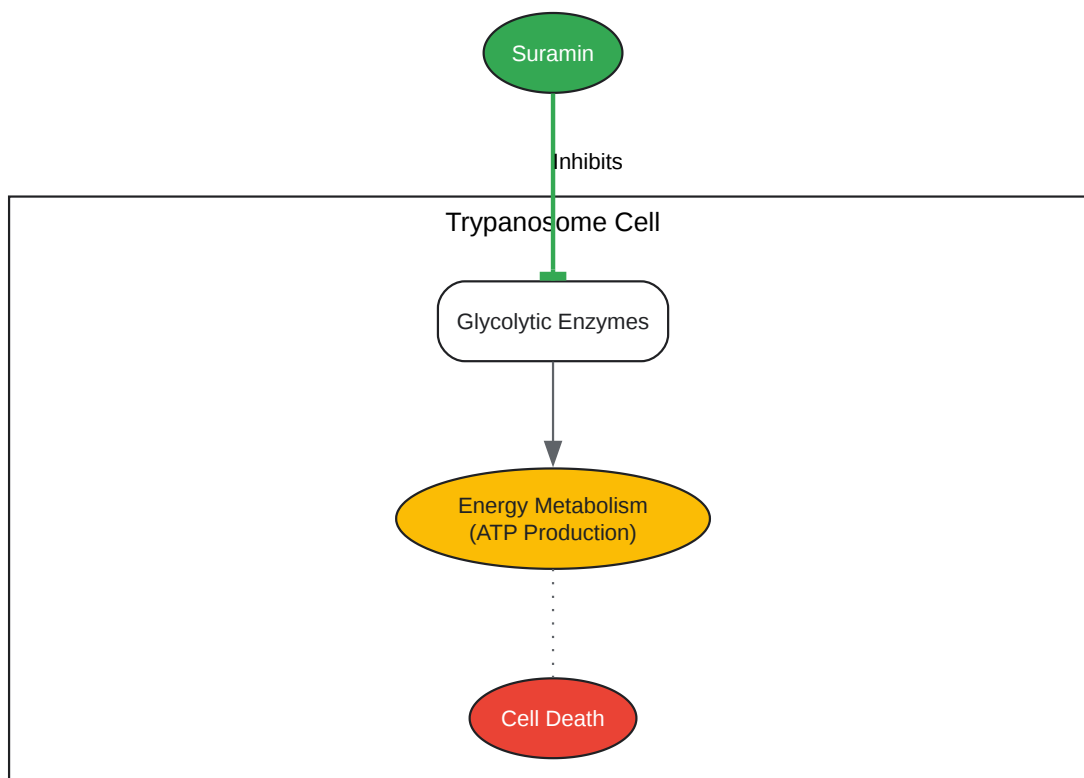 Suramin
Inhibits
Trypanosome Cell
Glycolytic Enzymes
Energy Metabolism
(ATP Production)
Cell Death